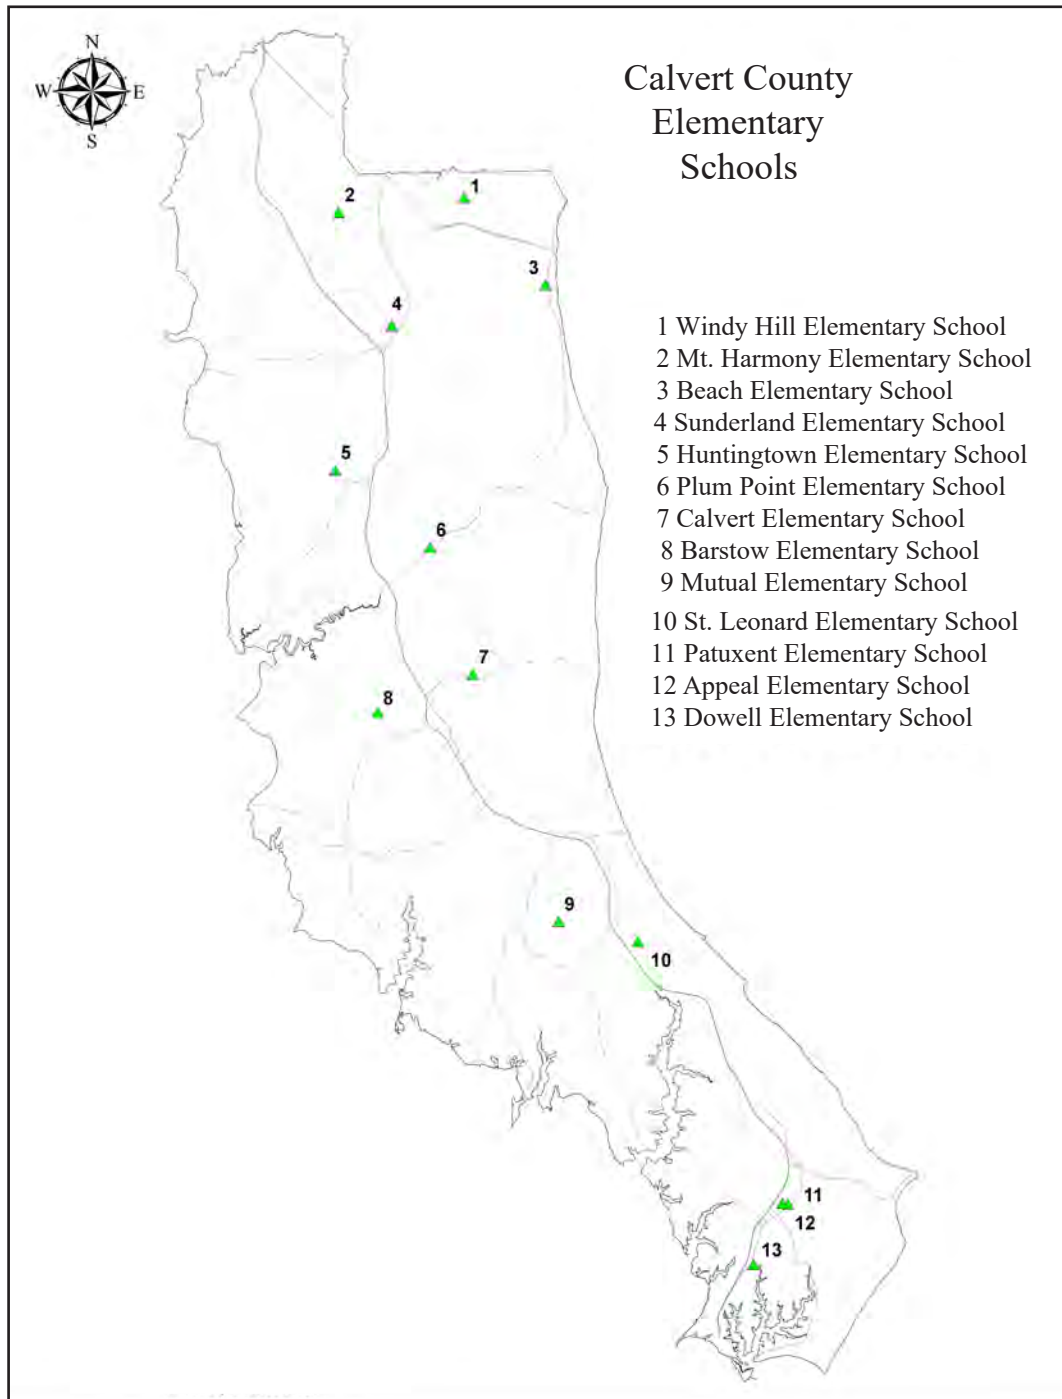 N
W E
S
Calvert County
Elementary
Schools
1
2
3
4
5
6
7
8
9
10
11
12
13
1 Windy Hill Elementary School
2 Mt. Harmony Elementary School
3 Beach Elementary School
4 Sunderland Elementary School
5 Huntingtown Elementary School
6 Plum Point Elementary School
7 Calvert Elementary School
8 Barstow Elementary School
9 Mutual Elementary School
10 St. Leonard Elementary School
11 Patuxent Elementary School
12 Appeal Elementary School
13 Dowell Elementary School